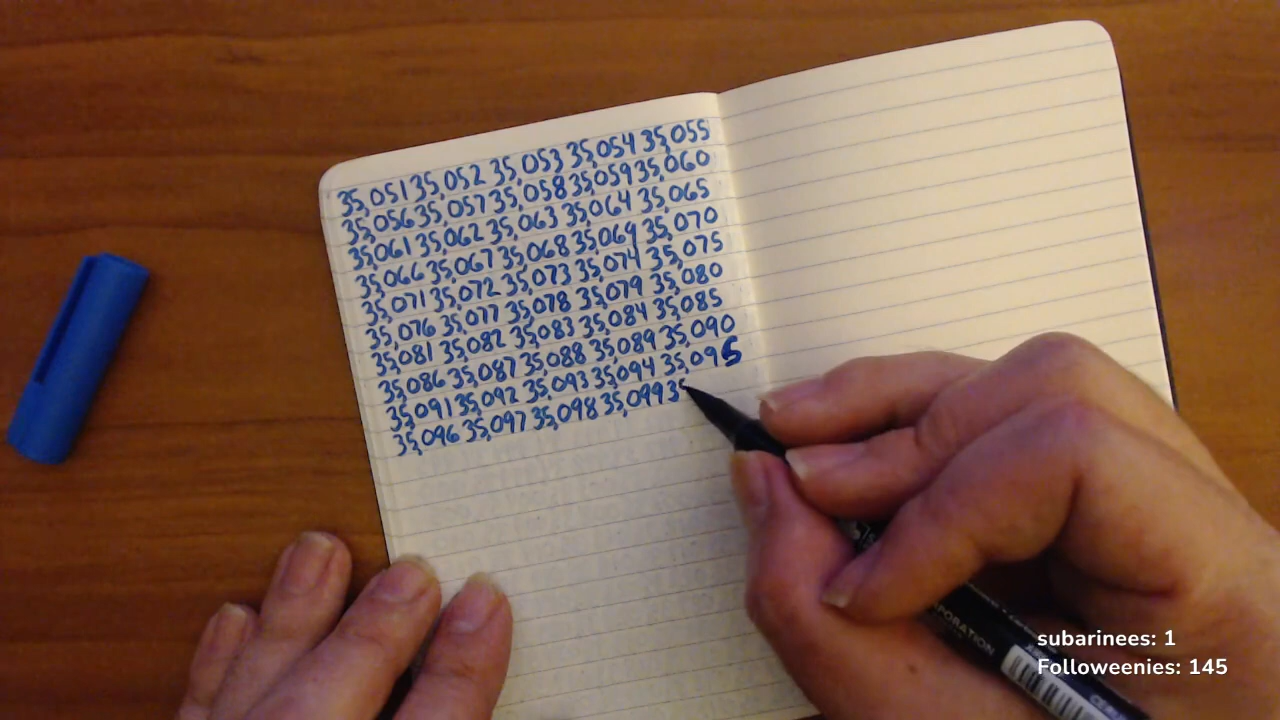 35,051 35,052 35,053 35,054 35,055
35,056 35,057 35,058 35,059 35,060
35,061 35,062 35,063 35,064 35,065
35,066 35,067 35,068 35,069 35,070
35,071 35,072 35,073 35,074 35,075
35,076 35,077 35,078 35,079 35,080
35,081 35,082 35,083 35,084 35,085
35,086 35,087 35,088 35,089 35,090
35,091 35,092 35,093 35,094 35,095
35,096 35,097 35,098 35,099 35
PORATION
subarinees: 1
Followeenies: 145